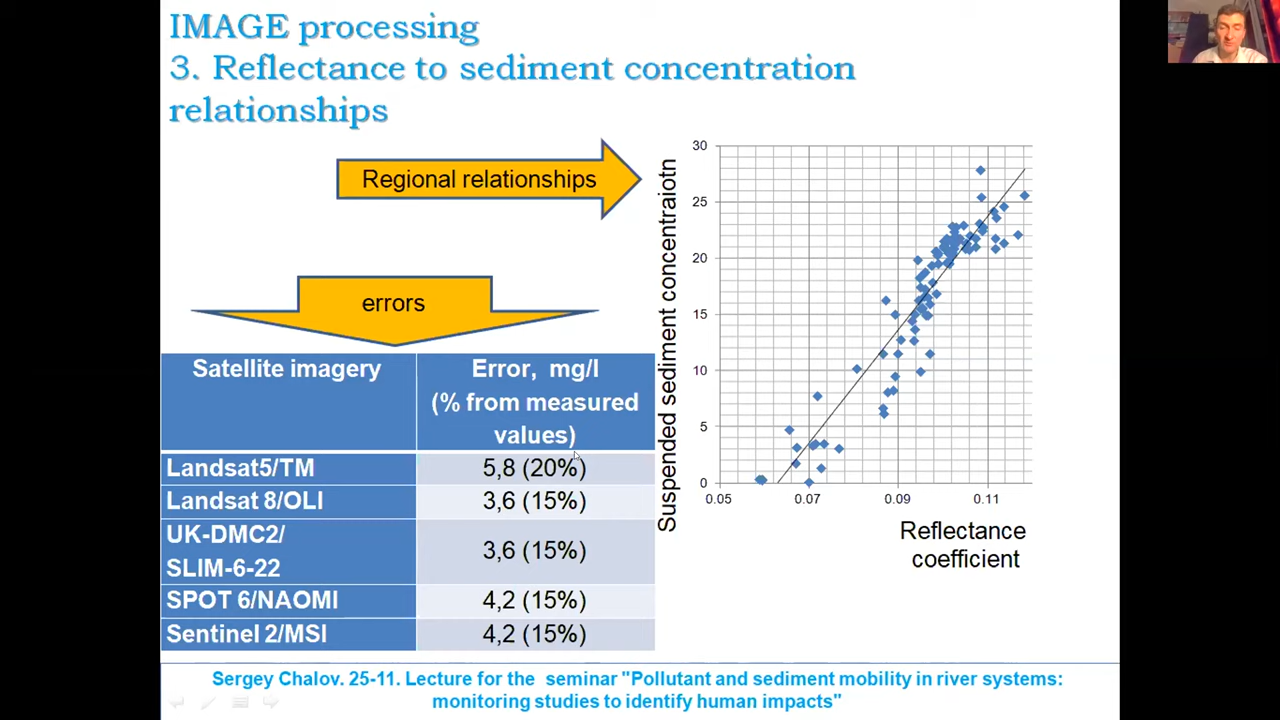 IMAGE processing
3. Reflectance to sediment concentration
relationships
Regional relationships
errors
Satellite imagery
Error, mg/l
(% from measured
values)
Landsat5/TM
5,8 (20%)
Landsat 8/OLI
3,6 (15%)
UK-DMC2/
SLIM-6-22
3,6 (15%)
SPOT 6/NAOMI
4,2 (15%)
Sentinel 2/MSI
4,2 (15%)
Suspended sediment concentraiotn
30
25
20
15
10
5
0
0.05
0.07
0.09
0.11
Reflectance
coefficient
Sergey Chalov. 25-11. Lecture for the seminar "Pollutant and sediment mobility in river systems:
monitoring studies to identify human impacts"